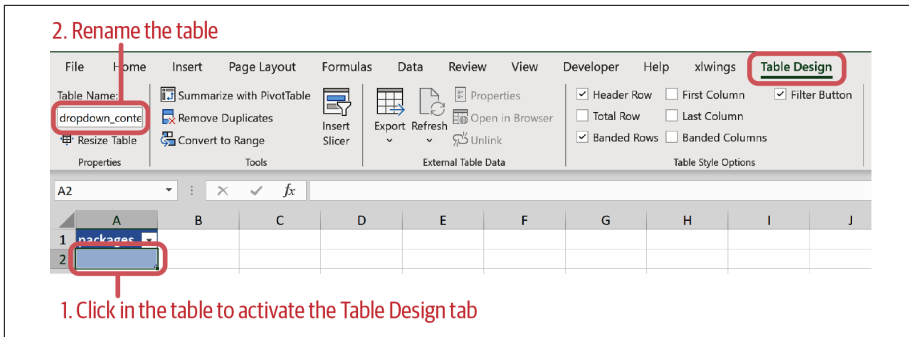 2. Rename the table
File Home Insert Page Layout Formulas Data Review View Developer Help xlwings Table Design
Table Name:
dropdown_conte
Resize Table
Properties
Summarize with PivotTable
Remove Duplicates
Convert to Range
Insert
Slicer
Tools
Export Refresh
Properties
Open in Browser
Unlink
External Table Data
Header Row First Column Filter Button
Total Row Last Column
Banded Rows Banded Columns
Table Style Options
A2 fx
A B C D E F G H I J
1 packages
2
1. Click in the table to activate the Table Design tab